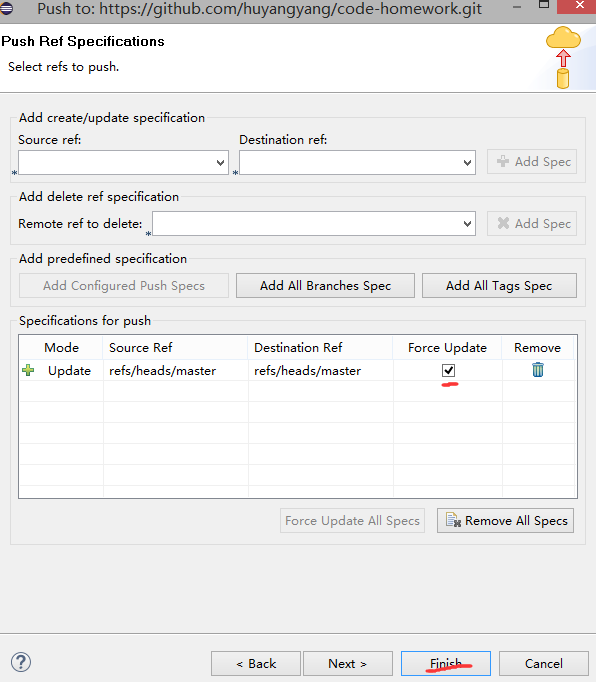 Push to: https://github.com/huyangyang/code-homework.git
Push Ref Specifications
Select refs to push.
Add create/update specification
Source ref: Destination ref:
* * Add Spec
Add delete ref specification
Remote ref to delete: * Add Spec
Add predefined specification
Add Configured Push Specs Add All Branches Spec Add All Tags Spec
Specifications for push
Mode Source Ref Destination Ref Force Update Remove
Update refs/heads/master refs/heads/master
Force Update All Specs Remove All Specs
? < Back Next > Finish Cancel